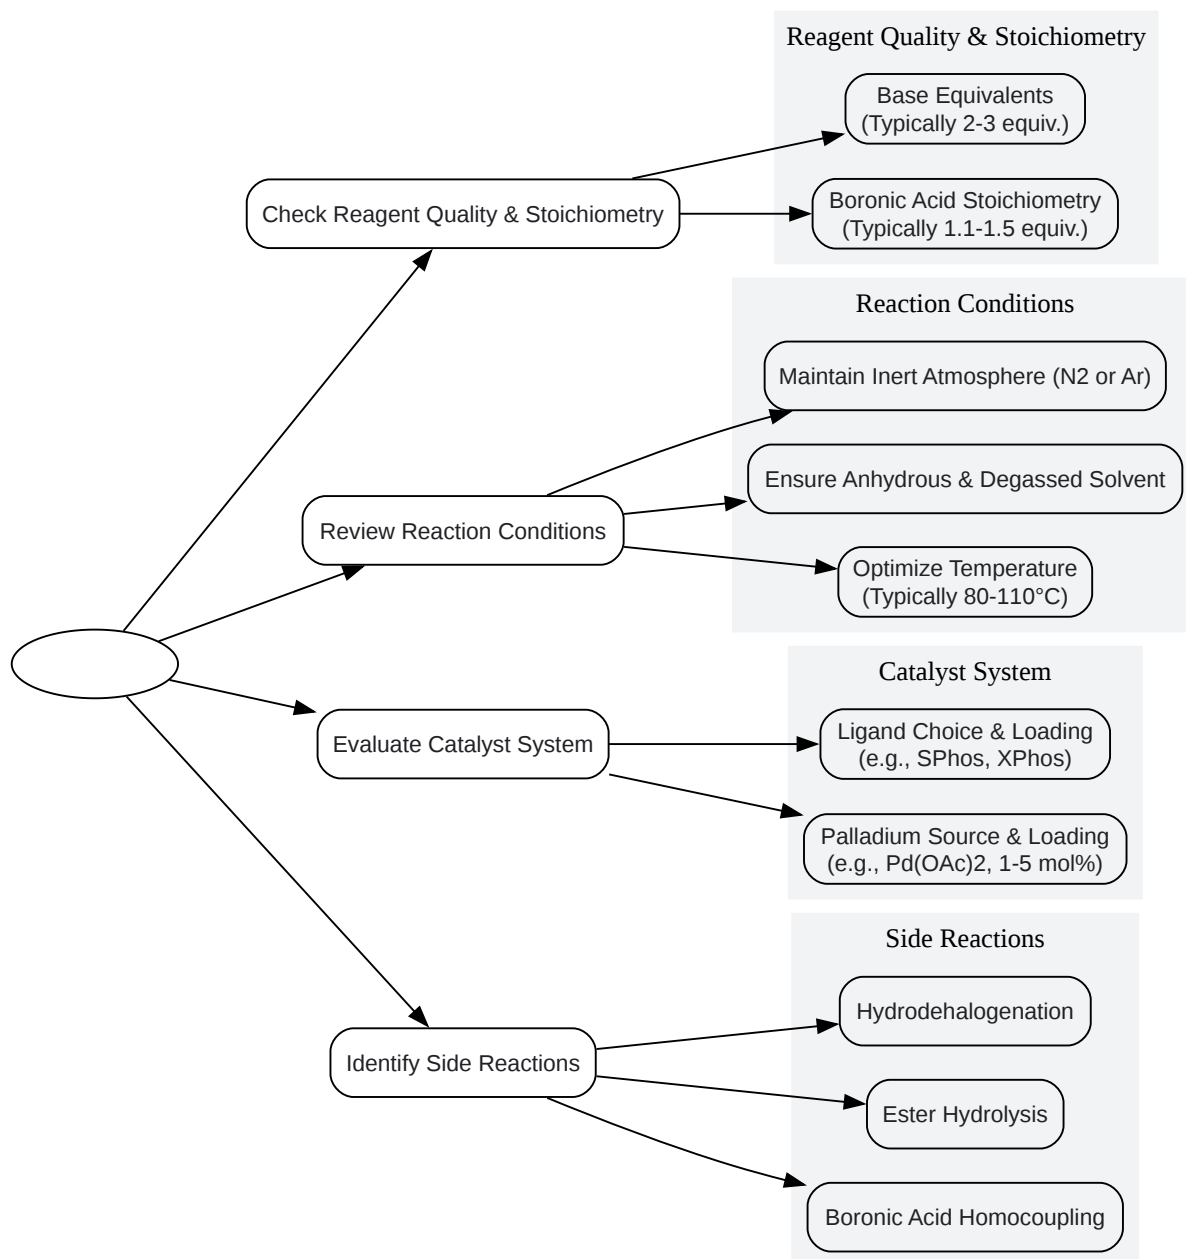 Reagent Quality & Stoichiometry
Base Equivalents
(Typically 2-3 equiv.)
Boronic Acid Stoichiometry
(Typically 1.1-1.5 equiv.)
Check Reagent Quality & Stoichiometry
Reaction Conditions
Maintain Inert Atmosphere (N2 or Ar)
Ensure Anhydrous & Degassed Solvent
Optimize Temperature
(Typically 80-110°C)
Review Reaction Conditions
Catalyst System
Ligand Choice & Loading
(e.g., SPhos, XPhos)
Palladium Source & Loading
(e.g., Pd(OAc)2, 1-5 mol%)
Evaluate Catalyst System
Side Reactions
Hydrodehalogenation
Ester Hydrolysis
Boronic Acid Homocoupling
Identify Side Reactions